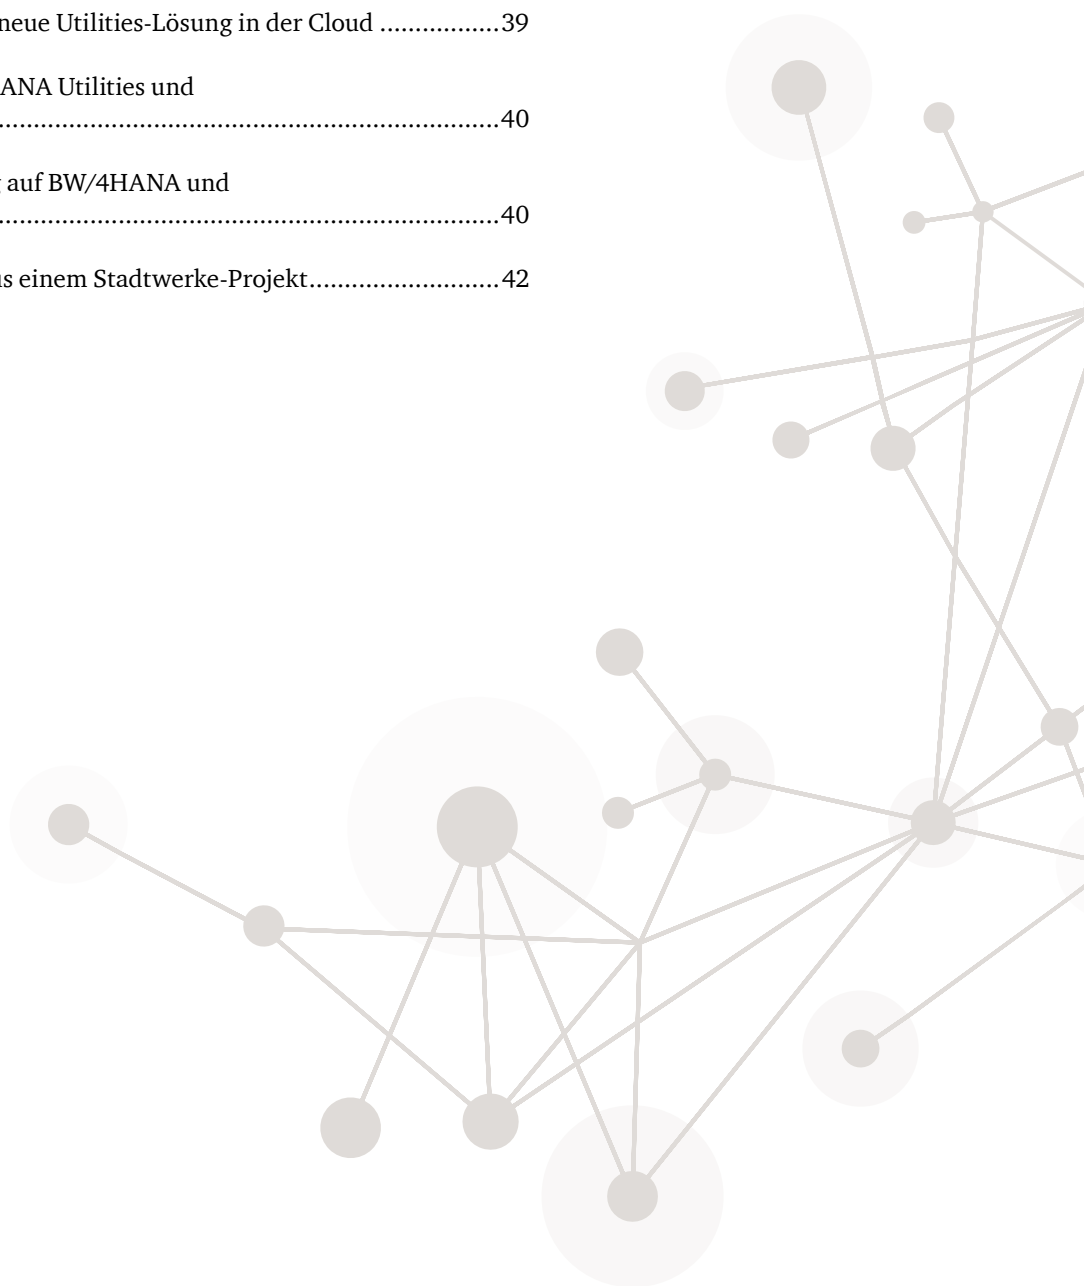 neue Utilities-Lösung in der Cloud .................39
ANA Utilities und
........................................................................40
auf BW/4HANA und
........................................................................40
einem Stadtwerke-Projekt...........................42